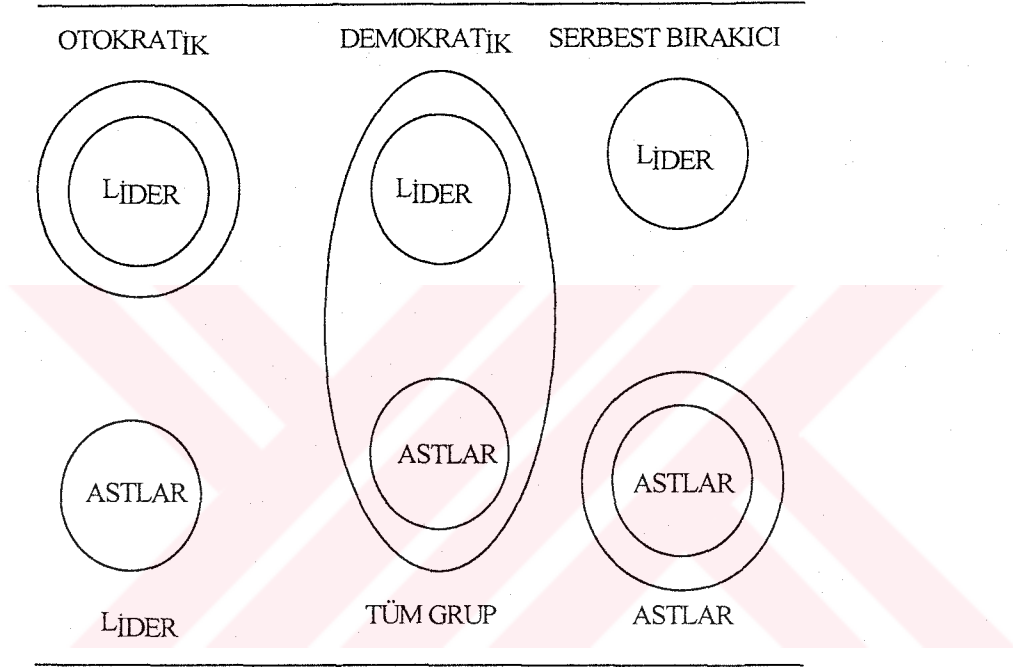 OTOKRATİK DEMOKRATİK SERBEST BIRAKICI
LİDER LİDER LİDER
ASTLAR ASTLAR ASTLAR
LİDER TÜM GRUP ASTLAR